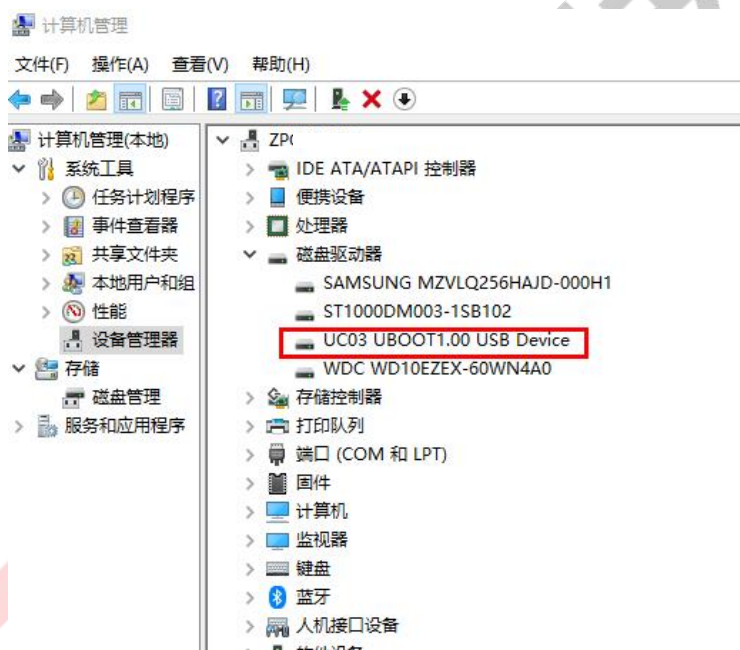 计算机管理
文件(F) 操作(A) 查看(V) 帮助(H)
计算机管理(本地)
系统工具
任务计划程序
事件查看器
共享文件夹
本地用户和组
性能
设备管理器
存储
磁盘管理
服务和应用程序
ZP
IDE ATA/ATAPI 控制器
便携设备
处理器
磁盘驱动器
SAMSUNG MZVLQ256HAJD-000H1
ST1000DM003-1SB102
UC03 UBOOT1.00 USB Device
WDC WD10EZEX-60WN4A0
存储控制器
打印队列
端口 (COM 和 LPT)
固件
计算机
监视器
键盘
蓝牙
人机接口设备